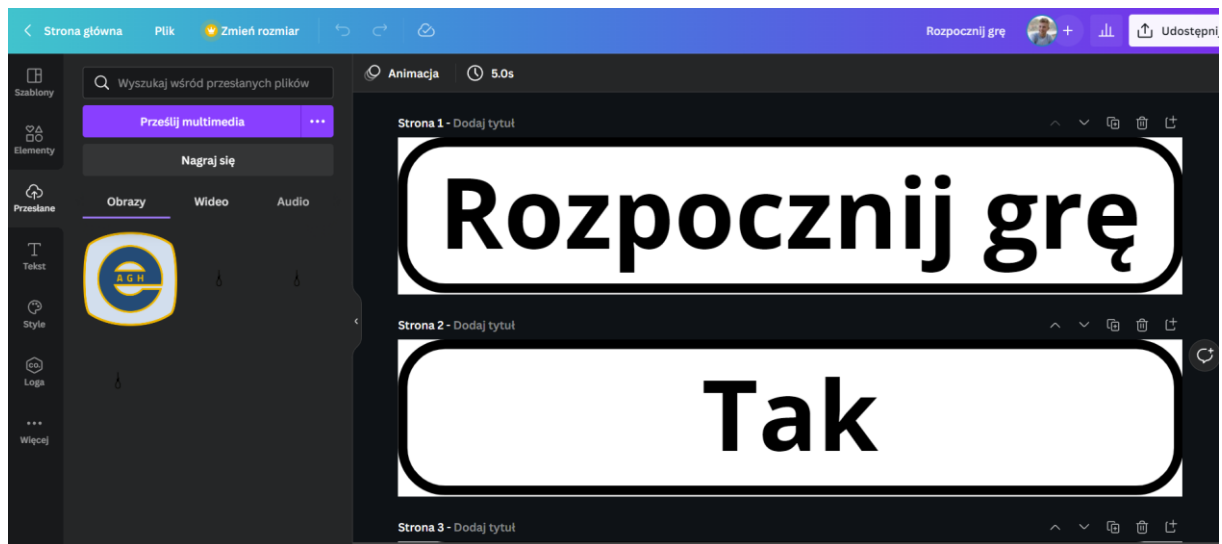 Strona główna Plik Zmień rozmiar Rozpocznij grę + Udostępnij
Szablony
Elementy
Przesłane
Tekst
Style
CO.
Loga
Więcej
Wyszukaj wśród przesłanych plików
Prześlij multimedia
Nagraj się
Obrazy Wideo Audio
AGH
e
Animacja 5.0s
Strona 1 - Dodaj tytuł
Rozpocznij grę
Strona 2 - Dodaj tytuł
Tak
Strona 3 - Dodaj tytuł